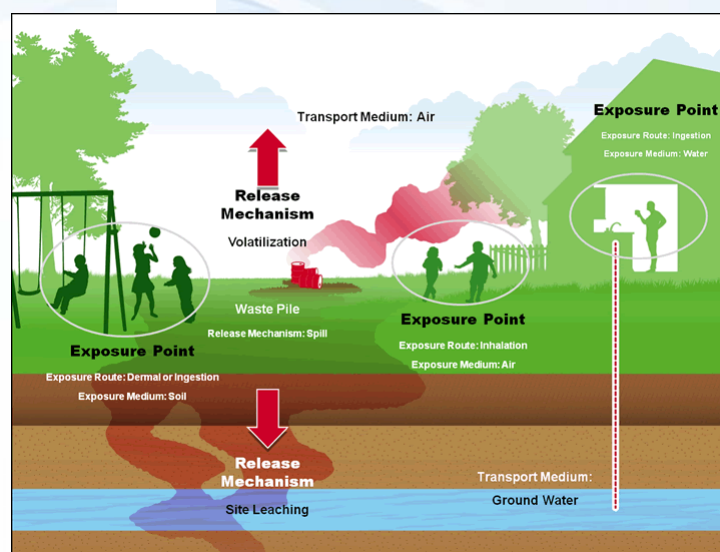 Transport Medium: Air
Exposure Point
Exposure Route: Ingestion
Exposure Medium: Water
Release
Mechanism
Volatilization
Waste Pile
Release Mechanism: Spill
Exposure Point
Exposure Route: Inhalation
Exposure Medium: Air
Exposure Point
Exposure Route: Dermal or Ingestion
Exposure Medium: Soil
Release
Mechanism
Site Leaching
Transport Medium:
Ground Water